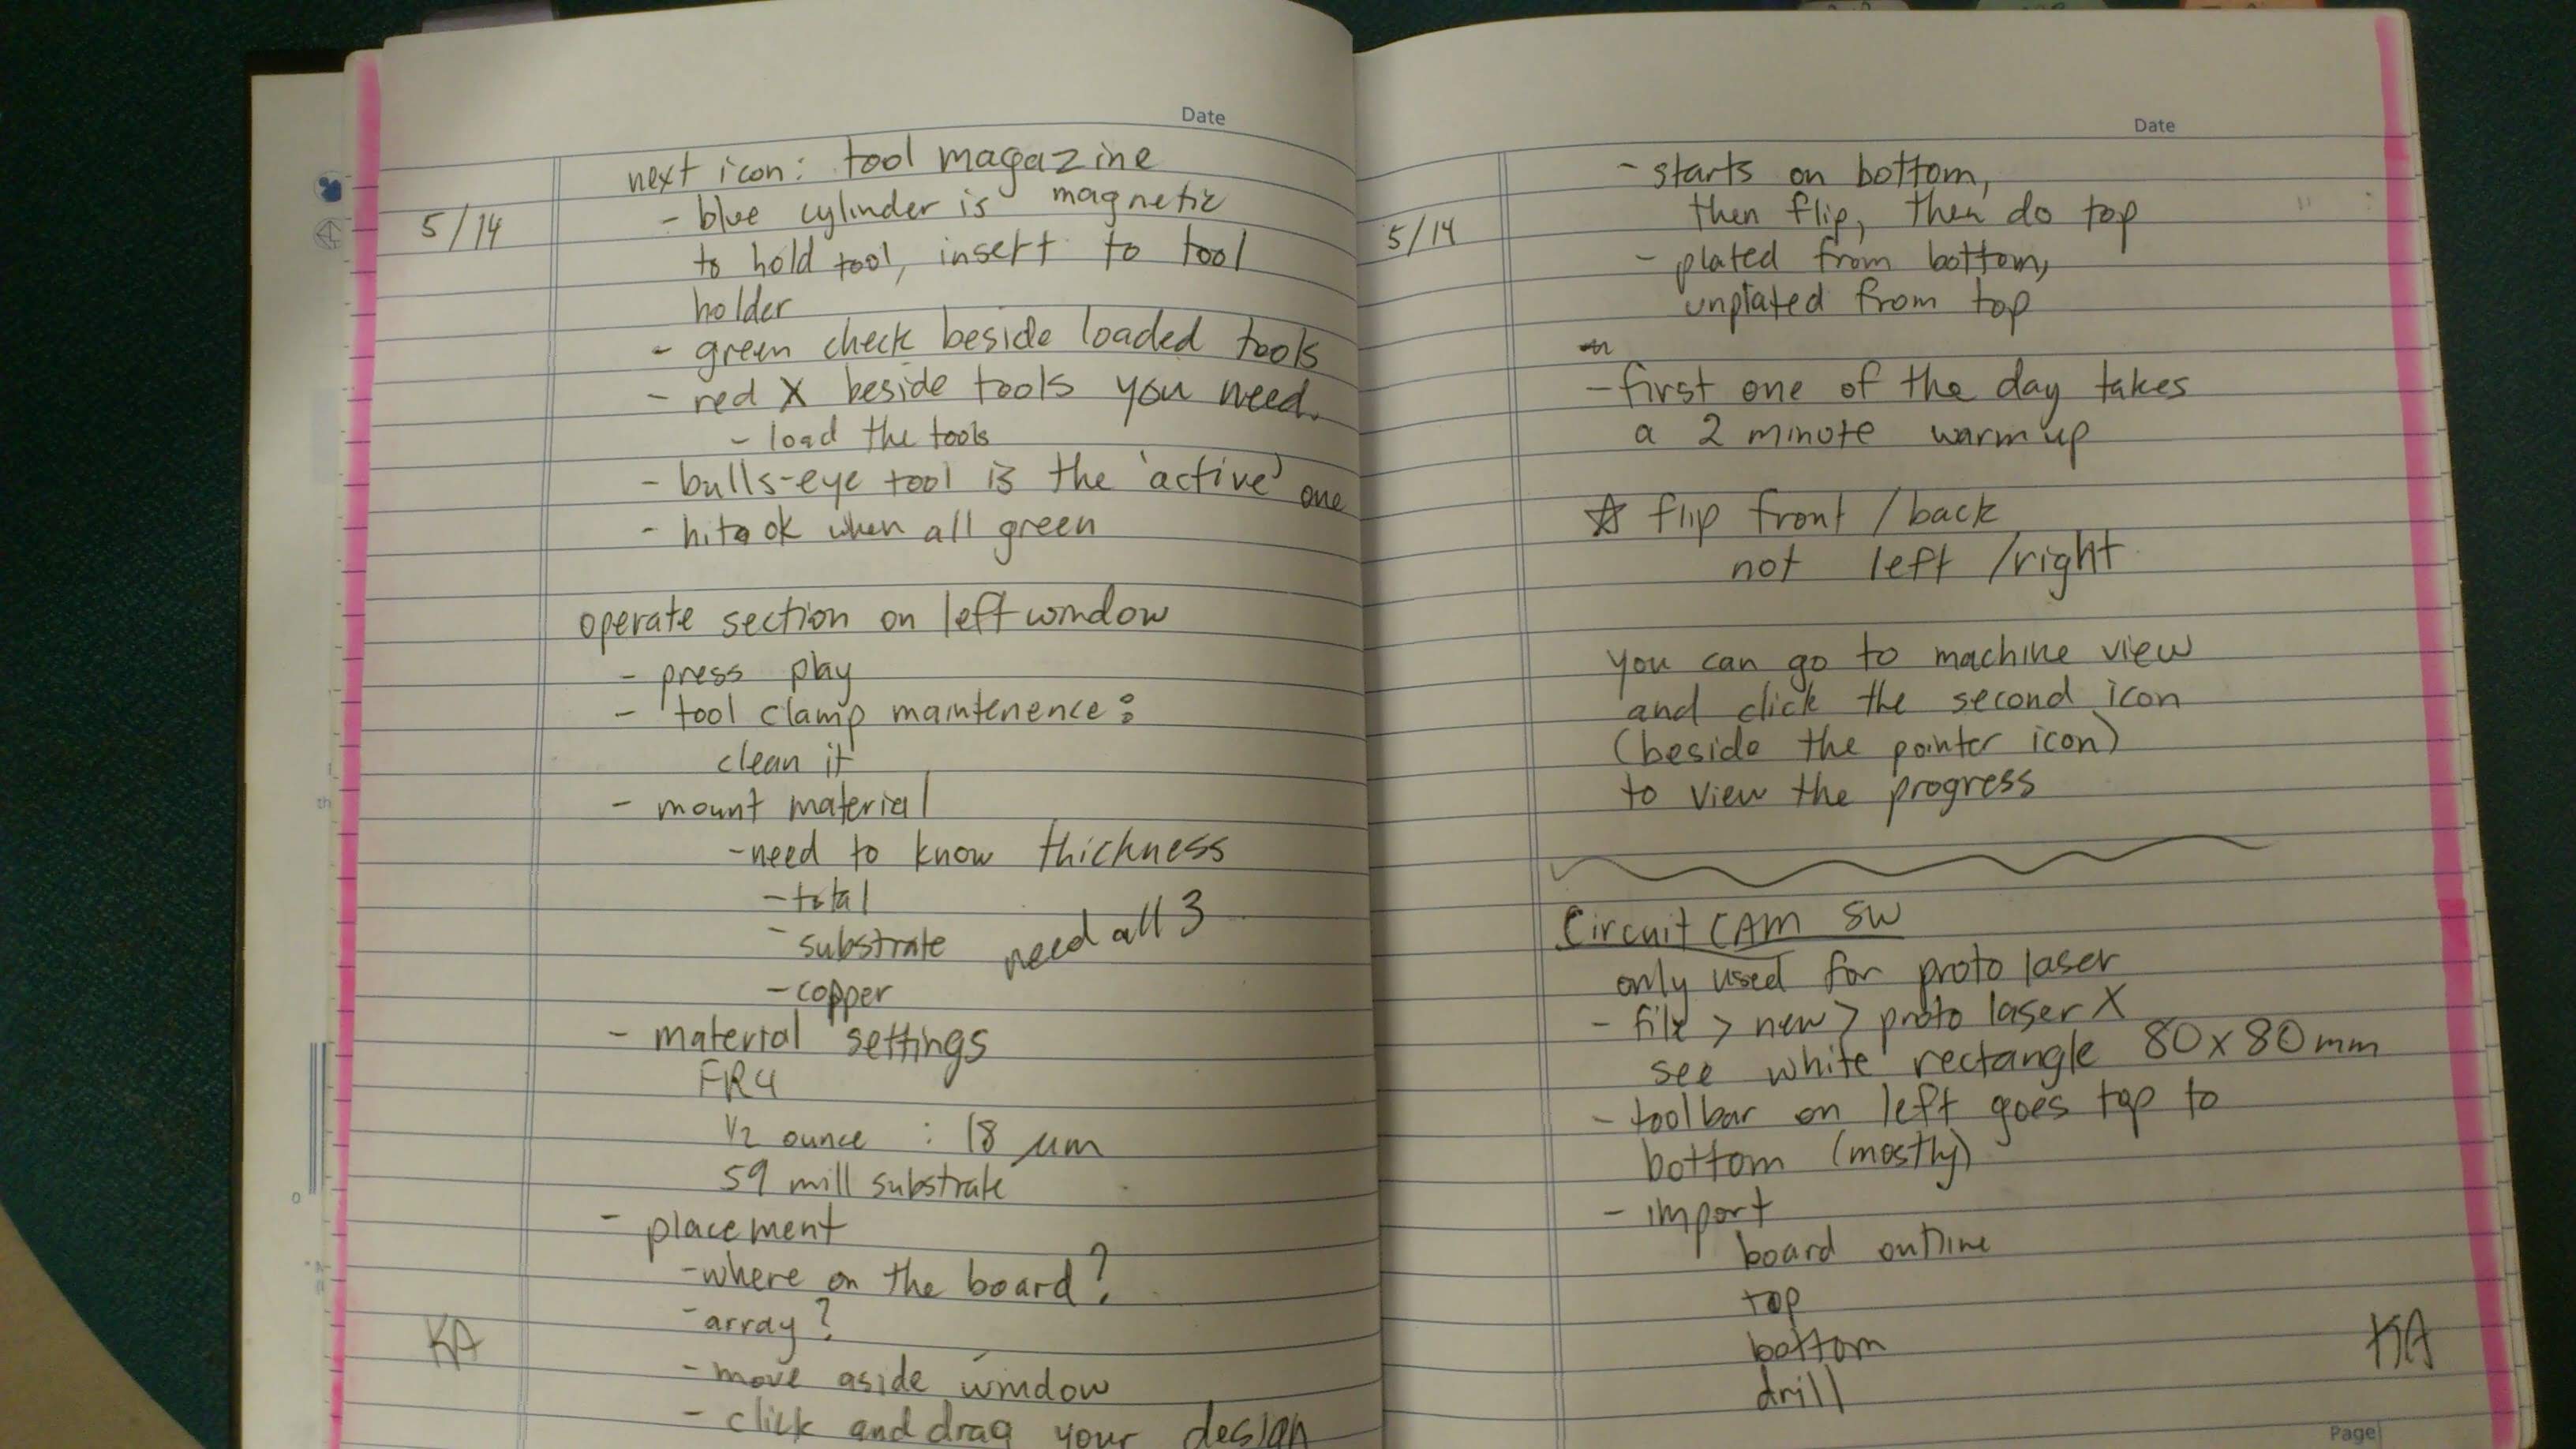 Date
next icon: tool magazine
5/14
- blue cylinder is magnetic
to hold tool, insert to tool
holder
- green check beside loaded tools
- red X beside tools you need.
- load the tools
- bulls-eye tool is the 'active' one
- hit ok when all green
operate section on left window
- press play
- tool clamp maintenence:
clean it
- mount material
- need to know thickness
- total
- substrate need all 3
- copper
- material settings
FR4
1/2 ounce : 18 µm
59 mill substrate
- placement
- where on the board?
- array?
- move aside window
- click and drag your design
KA
Date
5/14
- starts on bottom,
then flip, then do top
- plated from bottom,
unplated from top
- first one of the day takes
a 2 minute warm up
☆ flip front / back
not left / right
you can go to machine view
and click the second icon
(beside the pointer icon)
to view the progress
Circuit CAM SW
only used for proto laser
- file > new > proto laser X
see white rectangle 80 x 80 mm
- toolbar on left goes top to
bottom (mostly)
- import
board outline
top
bottom
drill
KA
Page